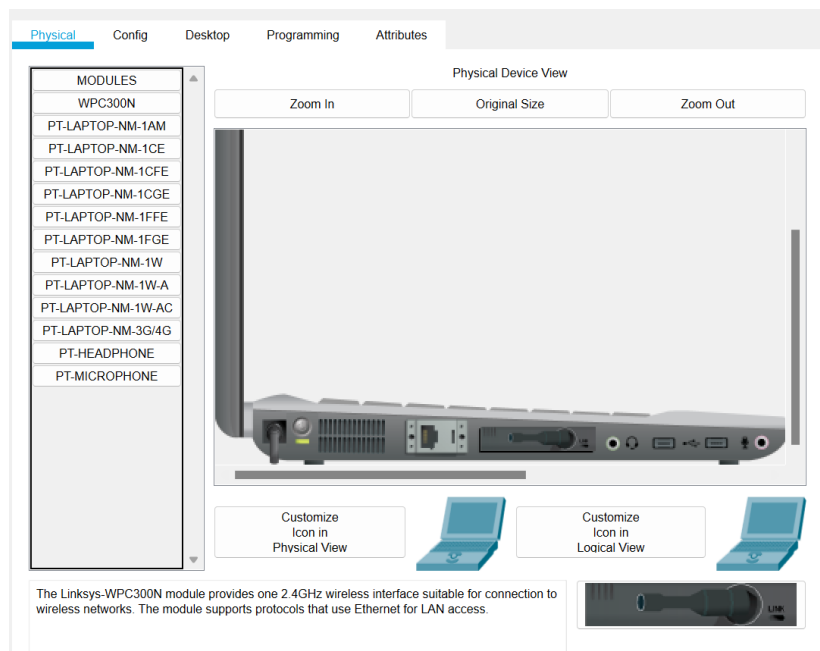 Physical Config Desktop Programming Attributes
MODULES
WPC300N
PT-LAPTOP-NM-1AM
PT-LAPTOP-NM-1CE
PT-LAPTOP-NM-1CFE
PT-LAPTOP-NM-1CGE
PT-LAPTOP-NM-1FFE
PT-LAPTOP-NM-1FGE
PT-LAPTOP-NM-1W
PT-LAPTOP-NM-1W-A
PT-LAPTOP-NM-1W-AC
PT-LAPTOP-NM-3G/4G
PT-HEADPHONE
PT-MICROPHONE
Physical Device View
Zoom In Original Size Zoom Out
LINK
Customize
Icon in
Physical View
Customize
Icon in
Logical View
The Linksys-WPC300N module provides one 2.4GHz wireless interface suitable for connection to
wireless networks. The module supports protocols that use Ethernet for LAN access.
LINK